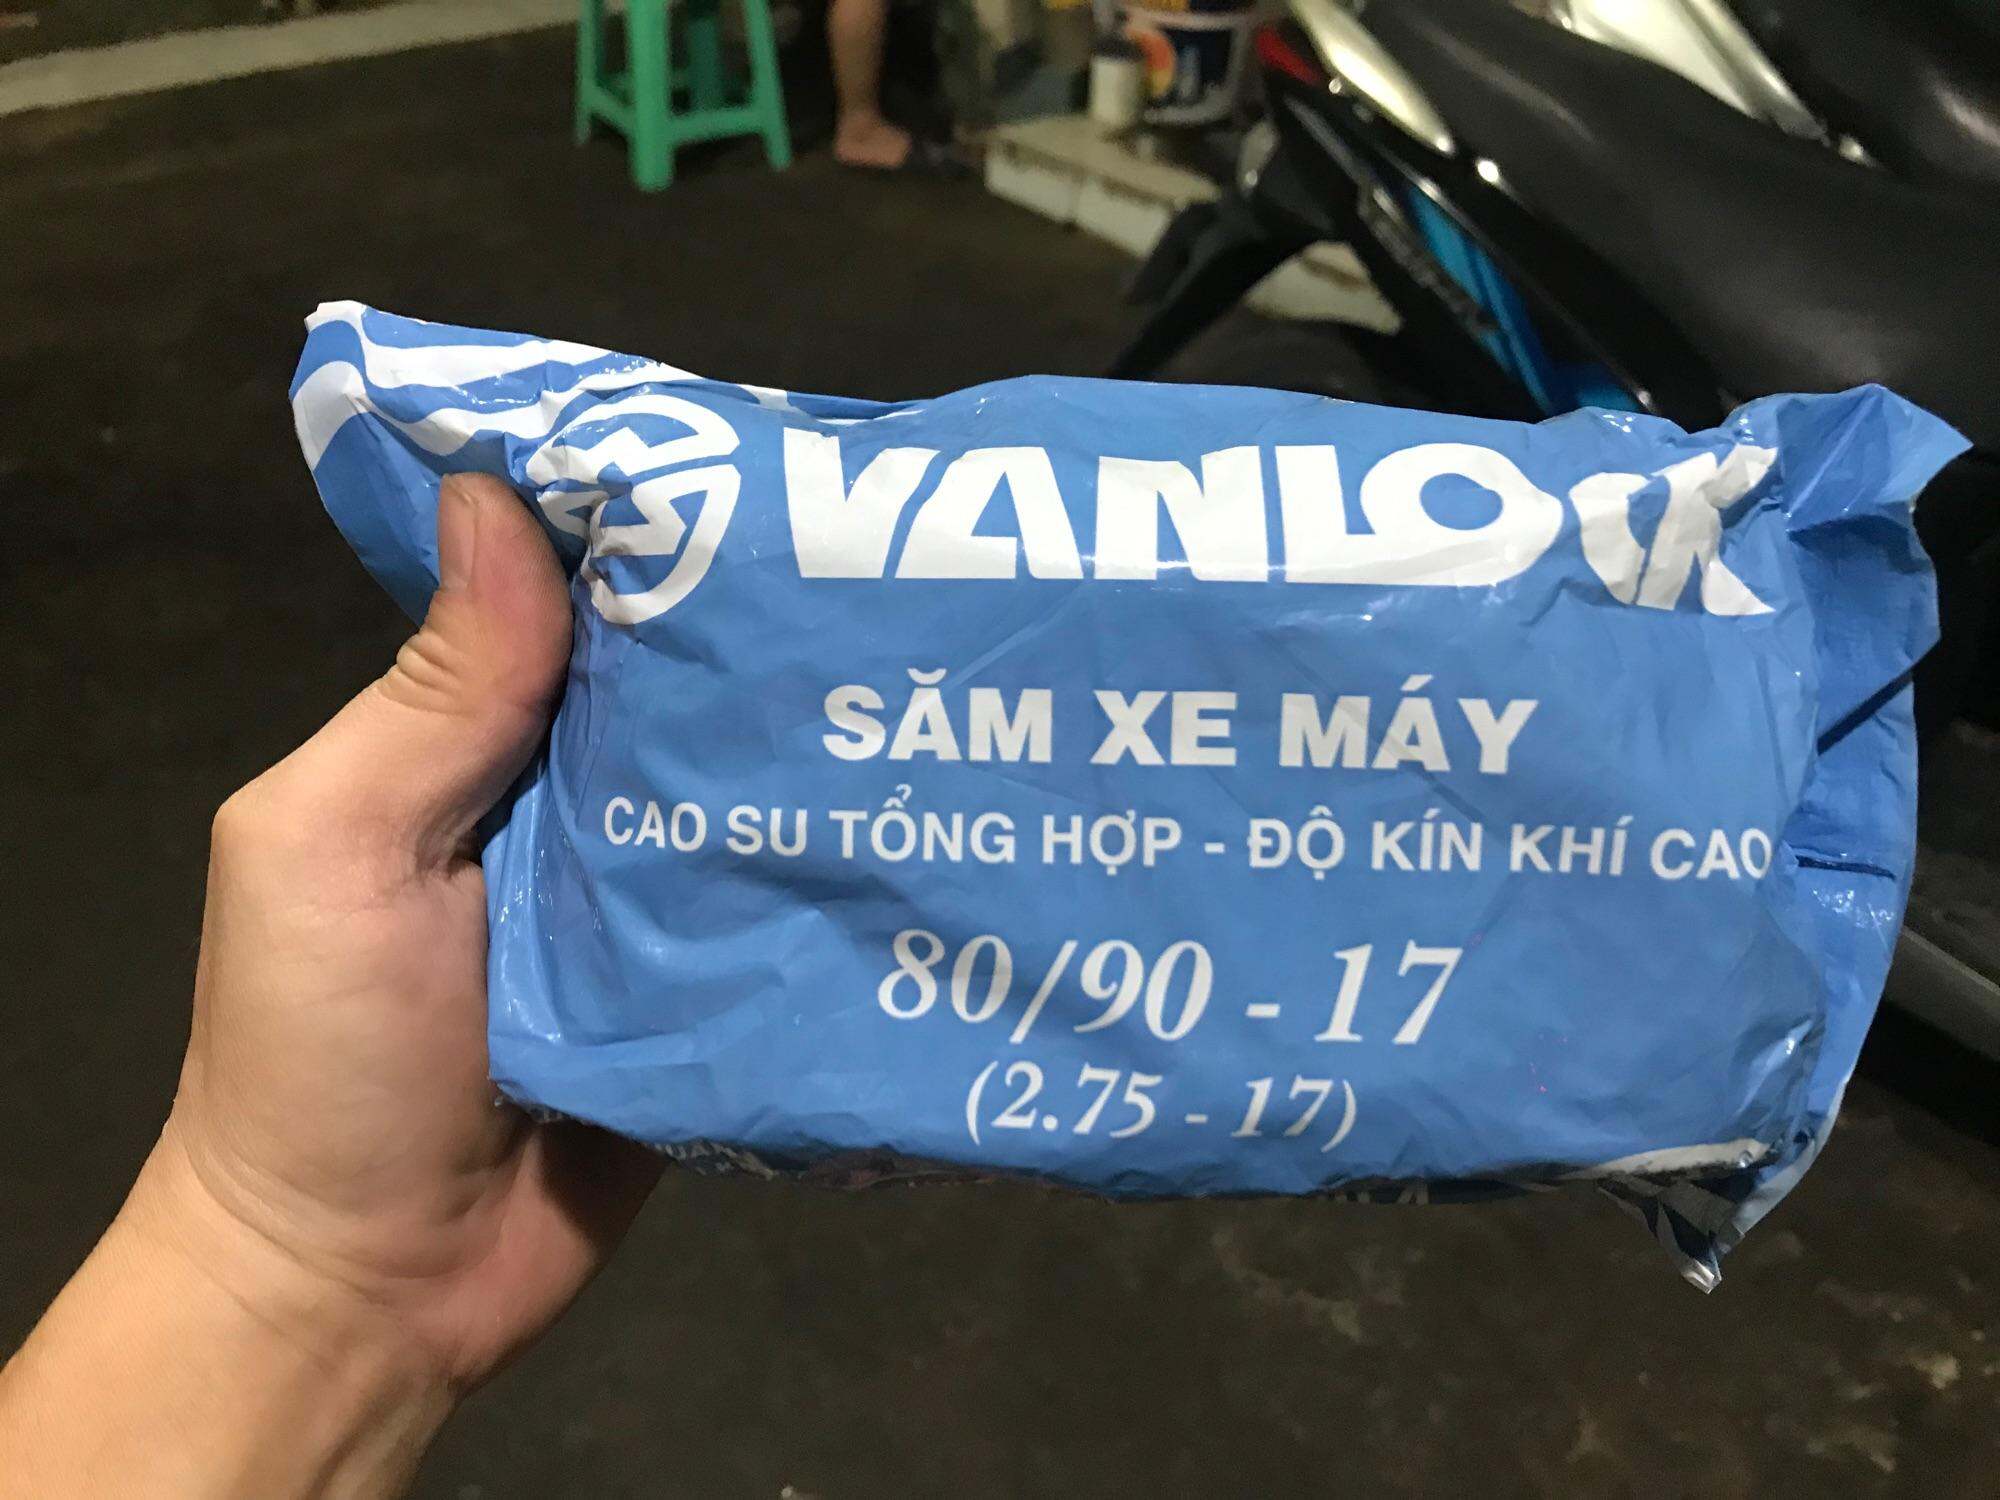 VANLOCK
SĂM XE MÁY
CAO SU TỔNG HỢP - ĐỘ KÍN KHÍ CAO
80/90 - 17
(2.75 - 17)